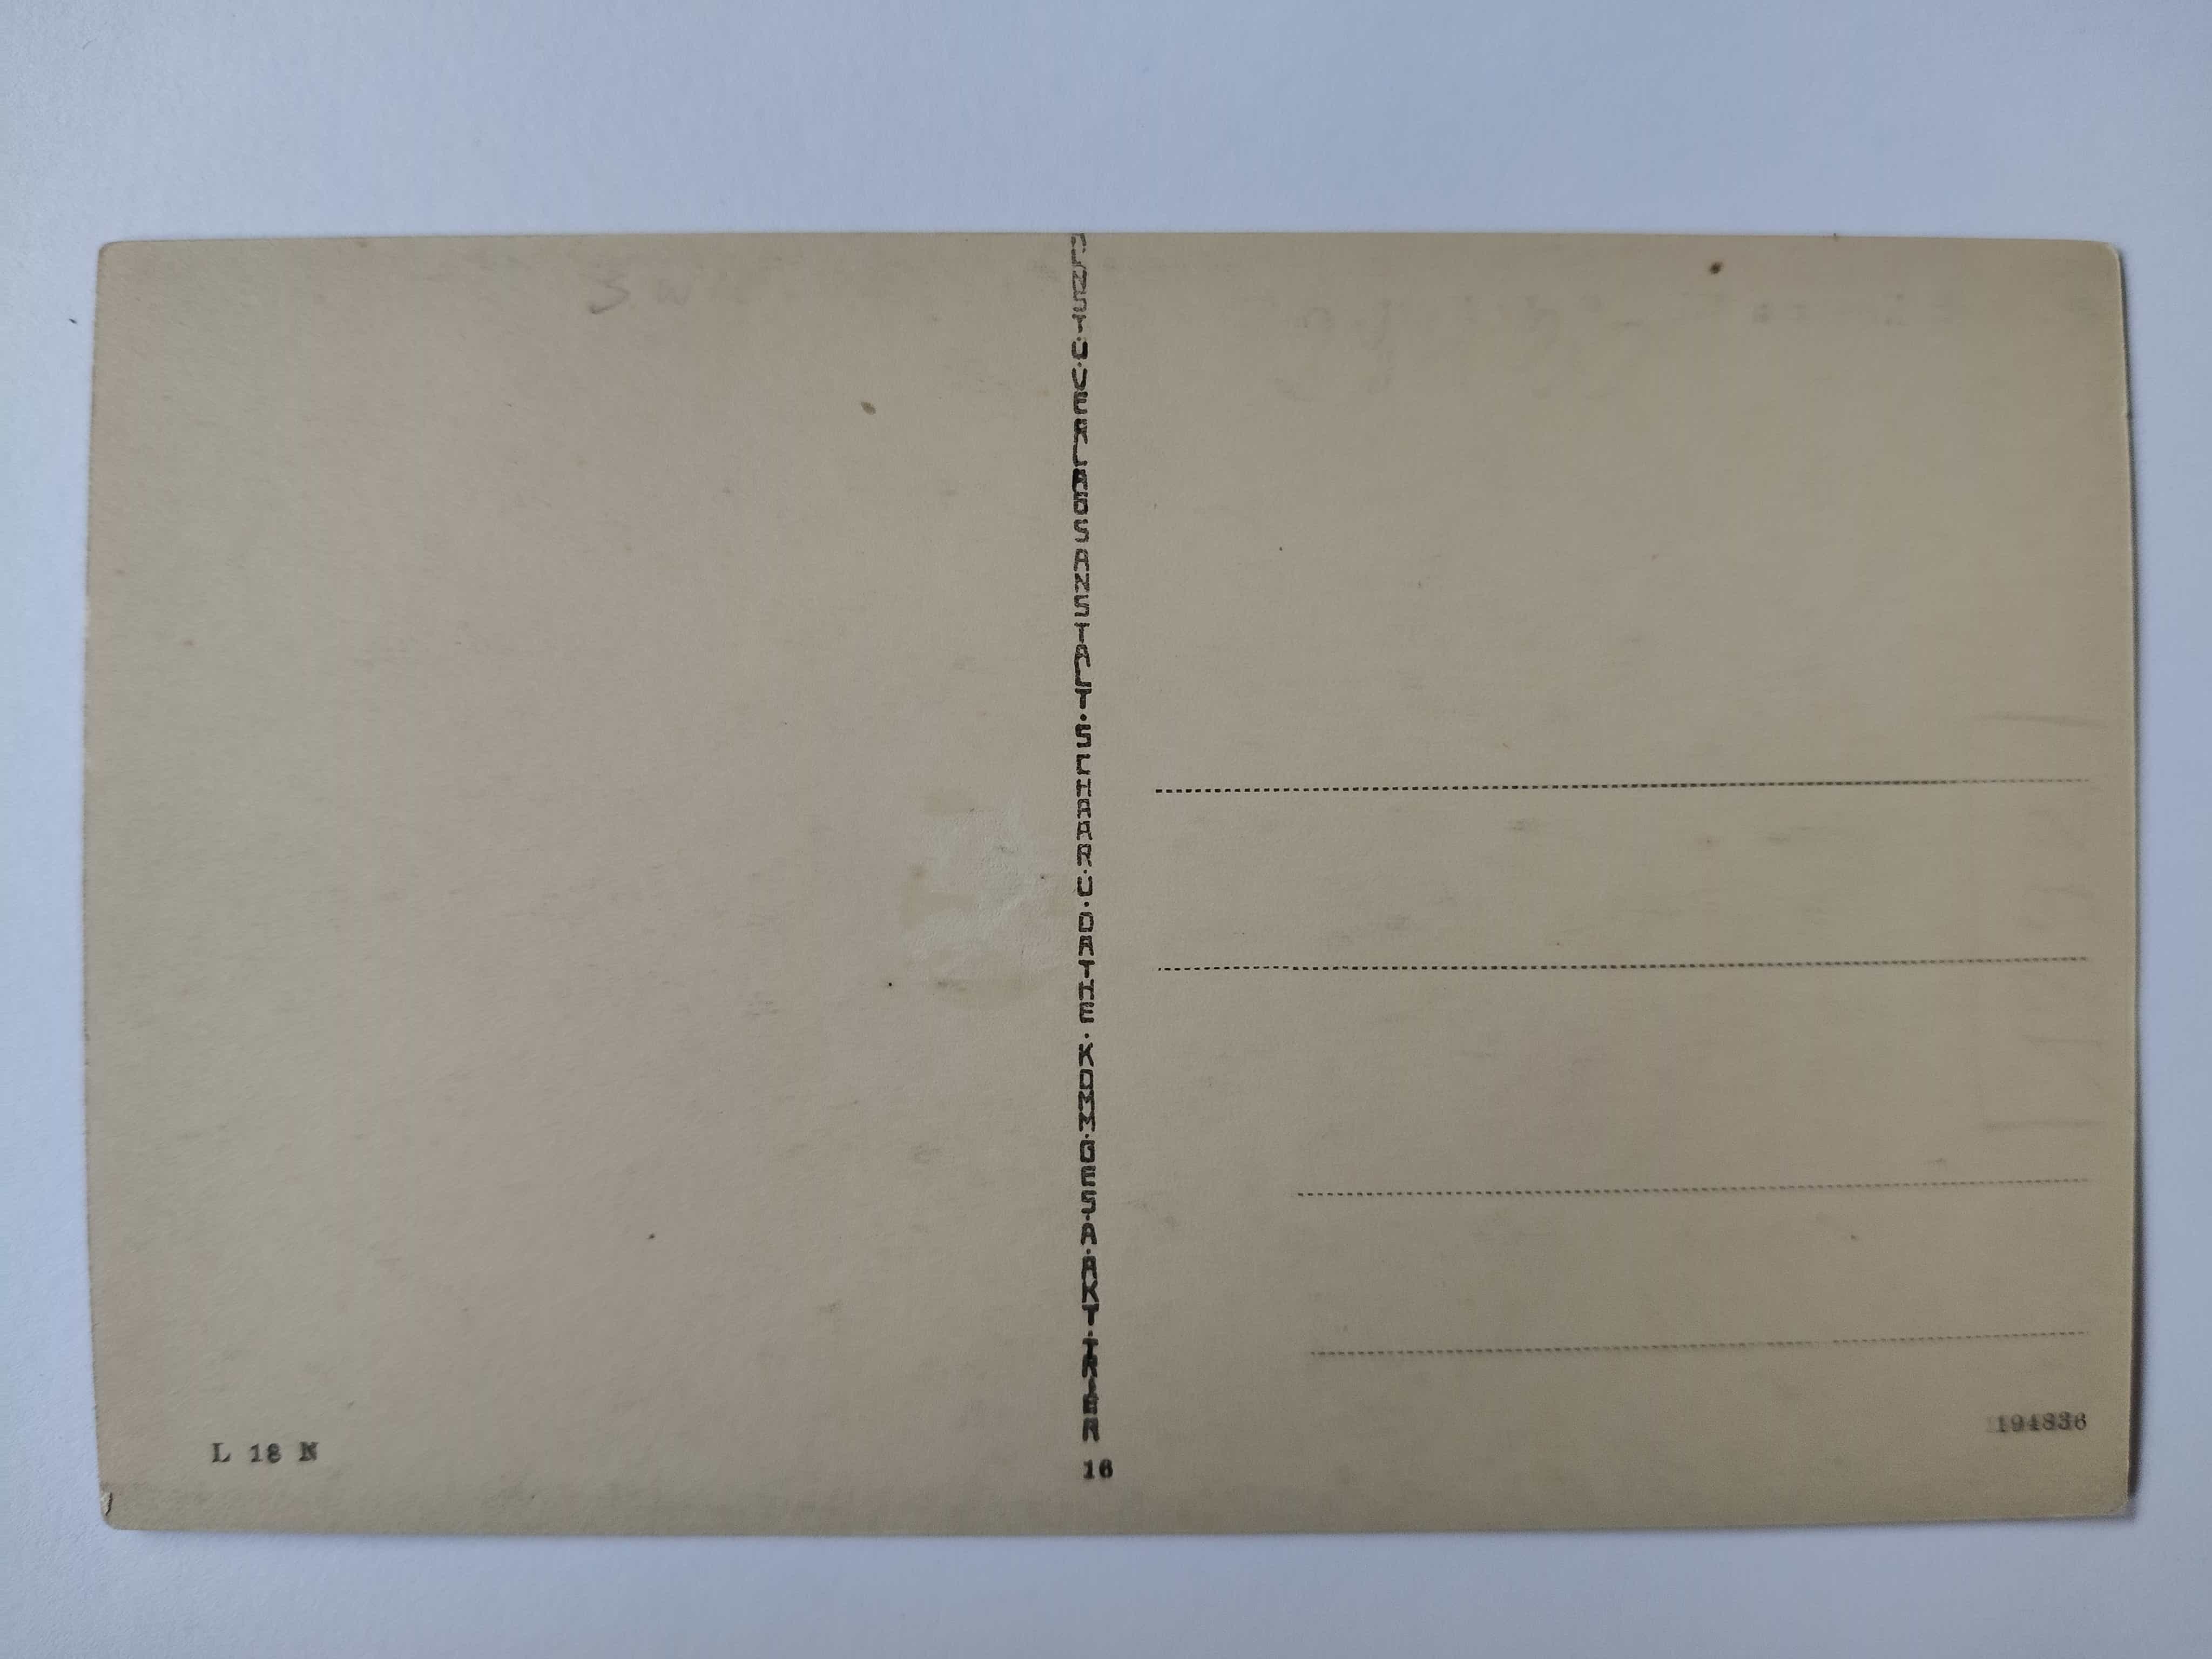 KUNST·U·VERLAGSANSTALT·SCHAAR·U·DATHE·KOMM·GES·A·AKT·TRIER
L 18 N
16
194836